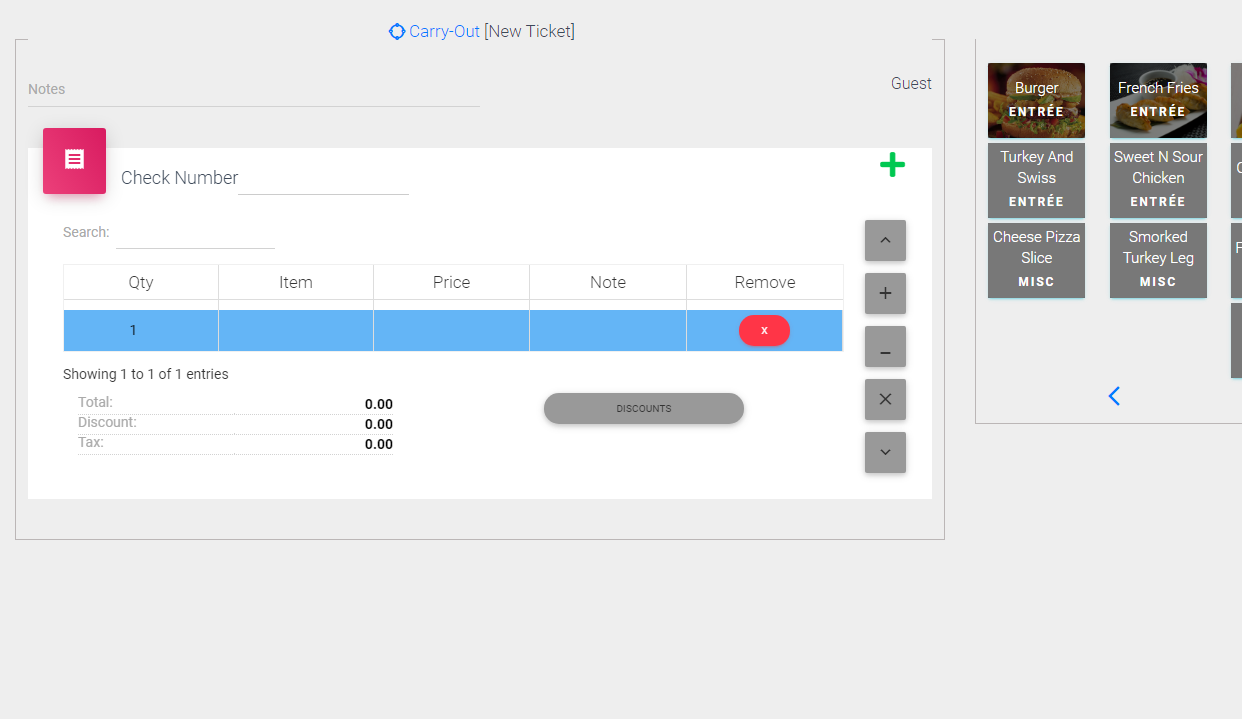 Carry-Out [New Ticket]
Notes
Guest
Check Number
Search:
Qty Item Price Note Remove
1 x
Showing 1 to 1 of 1 entries
Total: 0.00
Discount: 0.00
Tax: 0.00
DISCOUNTS
Burger
ENTRÉE
French Fries
ENTRÉE
Turkey And
Swiss
ENTRÉE
Sweet N Sour
Chicken
ENTRÉE
Cheese Pizza
Slice
MISC
Smorked
Turkey Leg
MISC